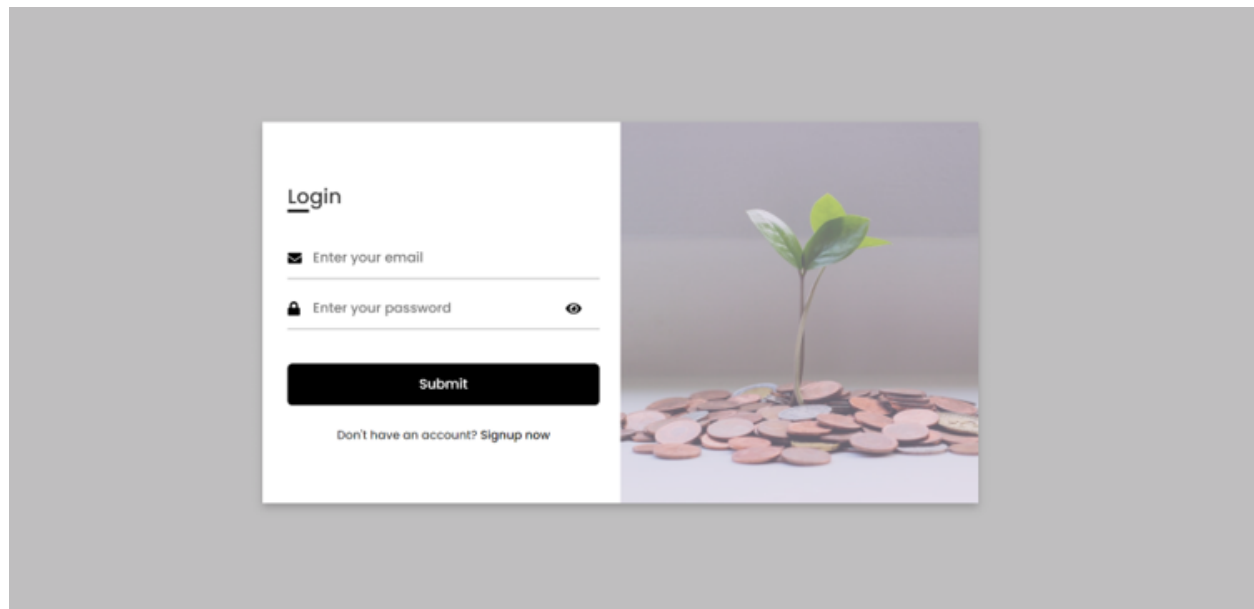 Login
Enter your email
Enter your password
Submit
Don't have an account? Signup now